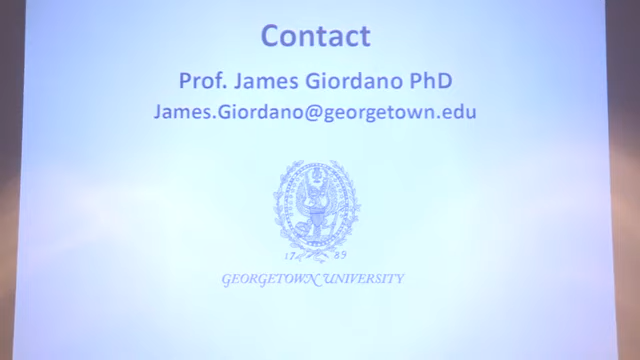 Contact
Prof. James Giordano PhD
James.Giordano@georgetown.edu
17 89
GEORGETOWN UNIVERSITY